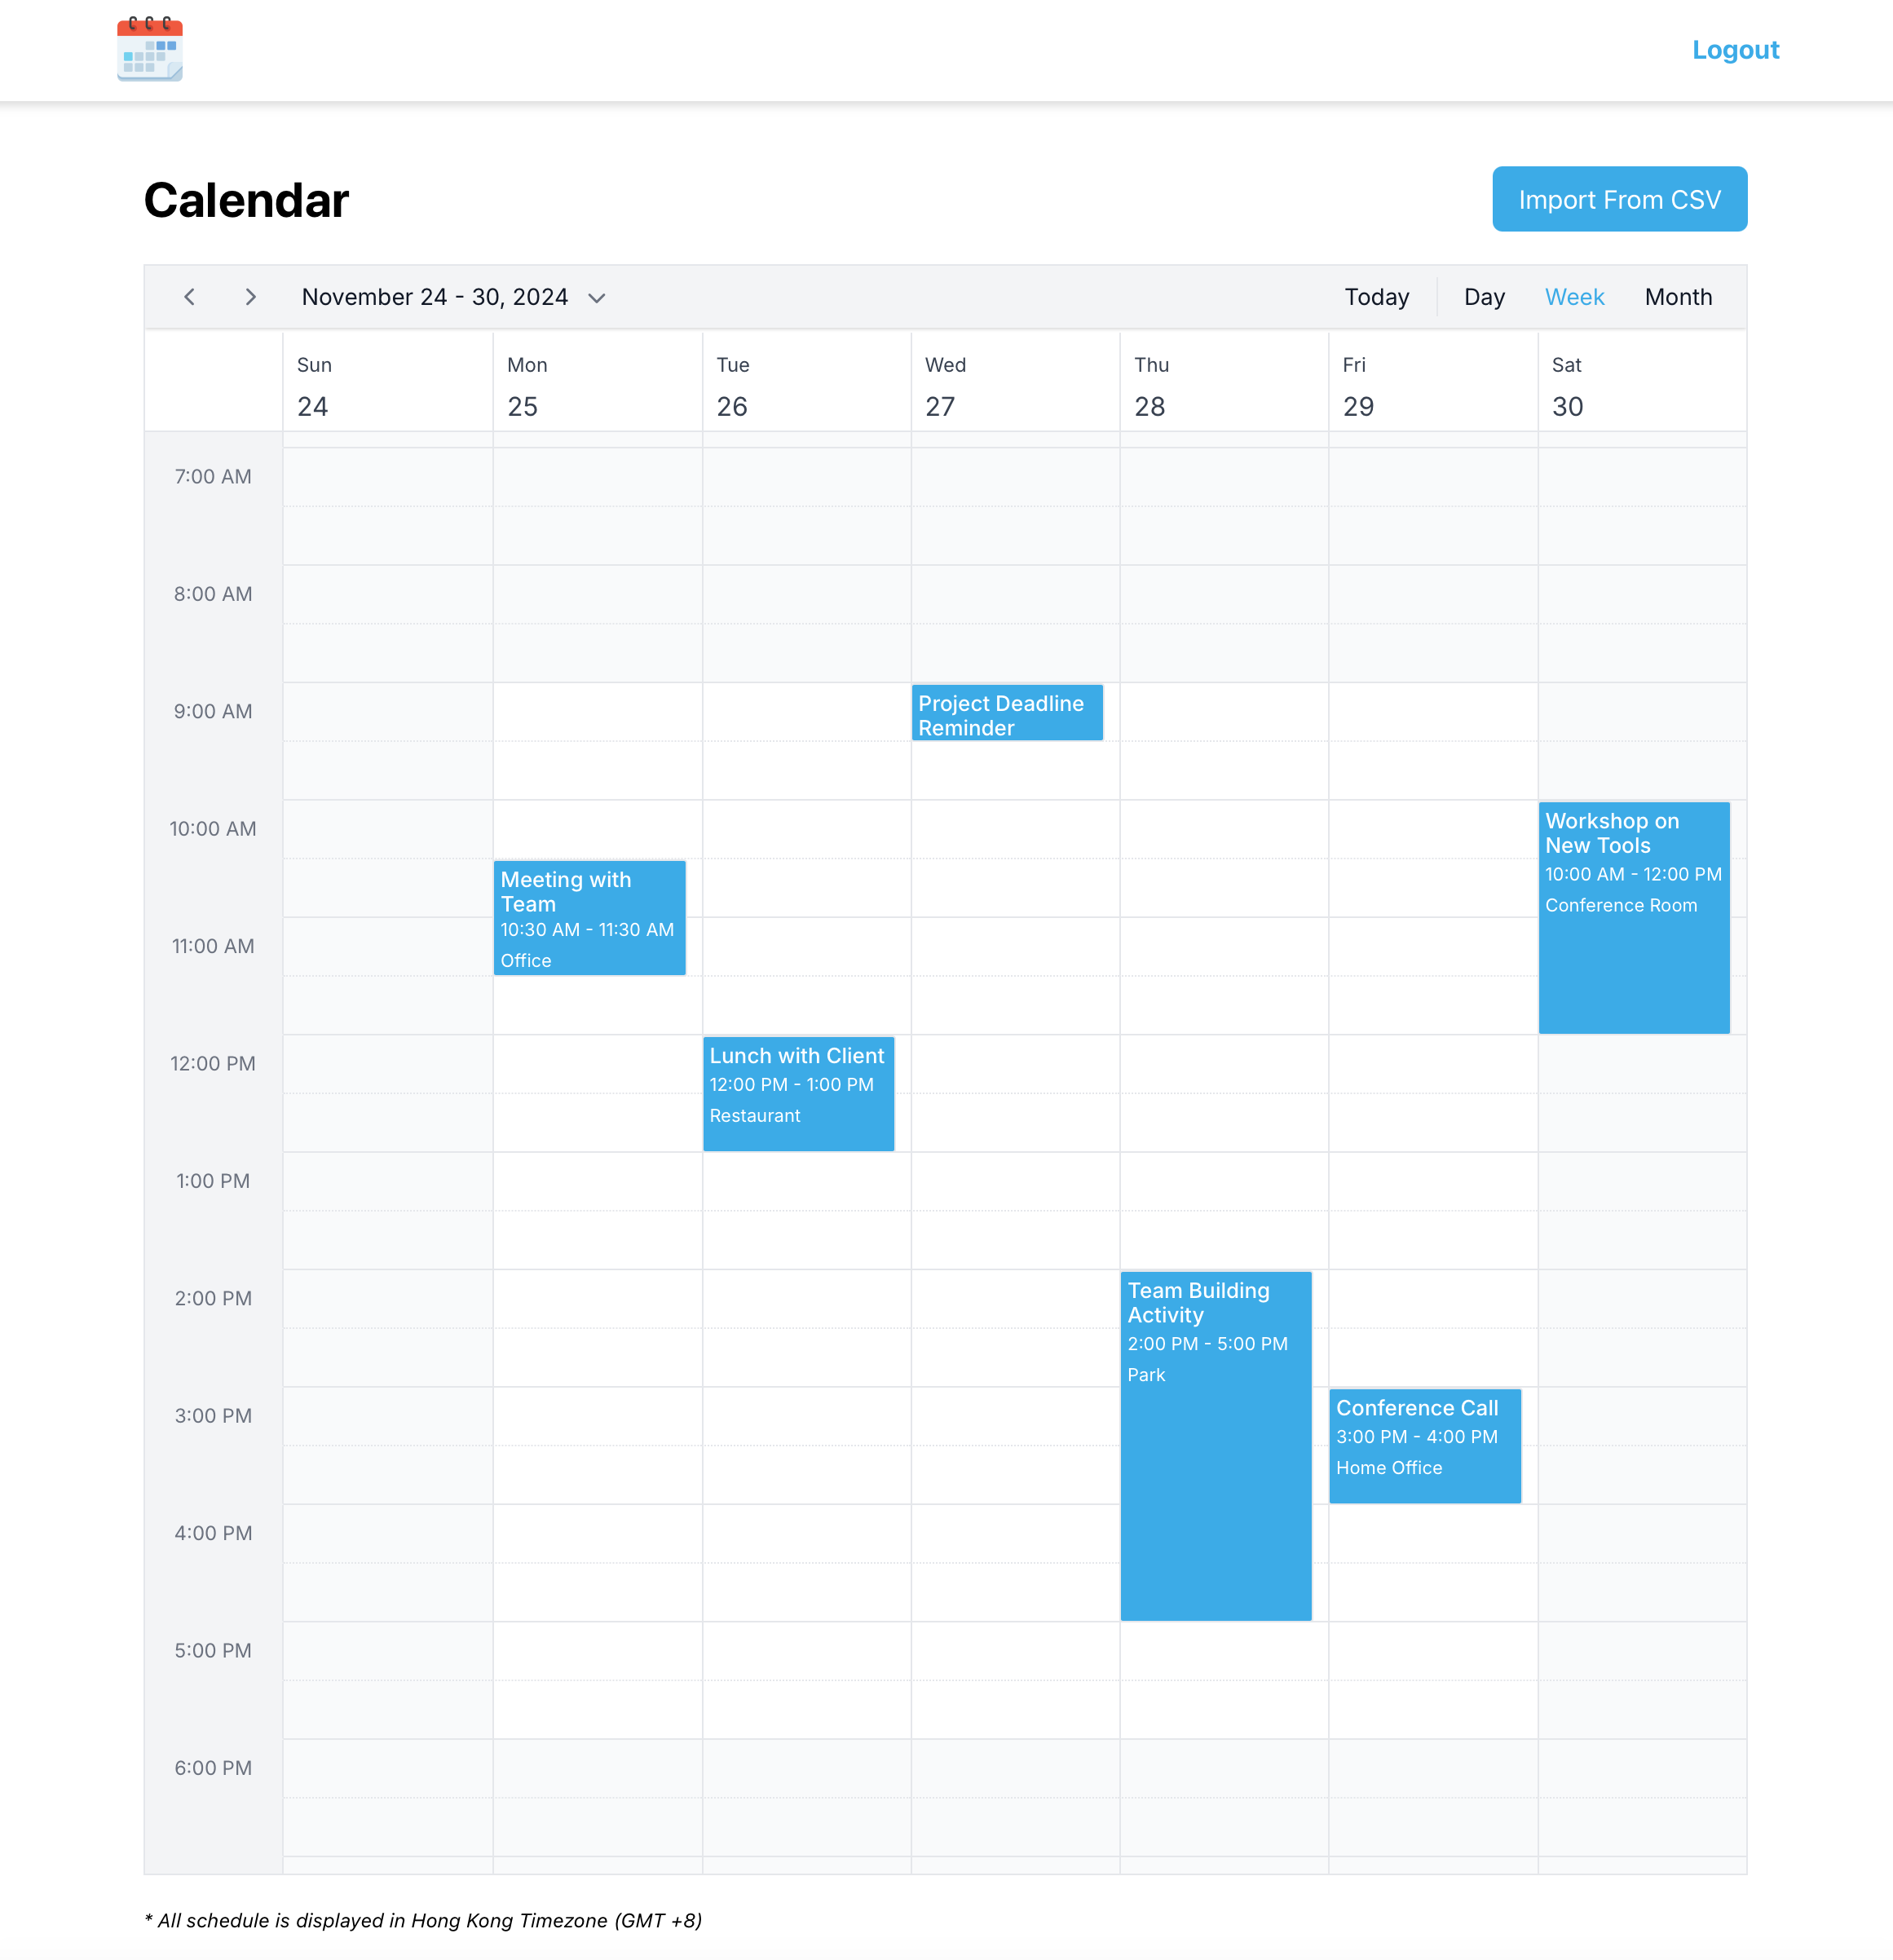 Logout
Calendar
Import From CSV
November 24 - 30, 2024
Today
Day
Week
Month
Sun
24
Mon
25
Tue
26
Wed
27
Thu
28
Fri
29
Sat
30
7:00 AM
8:00 AM
9:00 AM
Project Deadline
Reminder
10:00 AM
Workshop on
New Tools
10:00 AM - 12:00 PM
Conference Room
Meeting with
Team
10:30 AM - 11:30 AM
Office
11:00 AM
12:00 PM
Lunch with Client
12:00 PM - 1:00 PM
Restaurant
1:00 PM
2:00 PM
Team Building
Activity
2:00 PM - 5:00 PM
Park
3:00 PM
Conference Call
3:00 PM - 4:00 PM
Home Office
4:00 PM
5:00 PM
6:00 PM
* All schedule is displayed in Hong Kong Timezone (GMT +8)